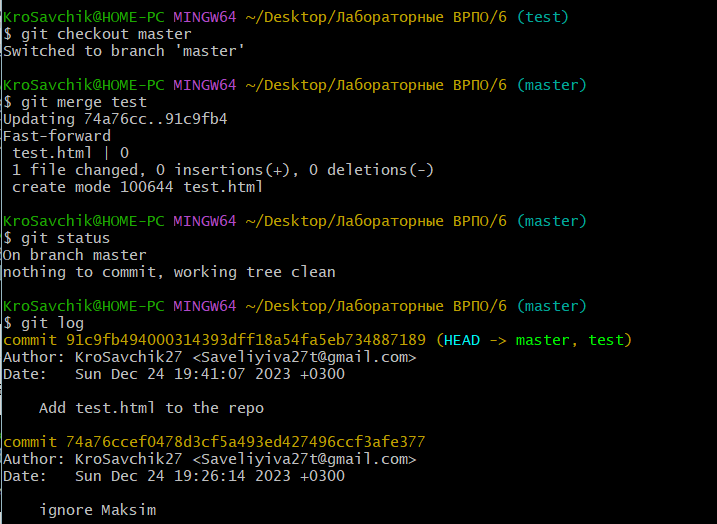 KroSavchik@HOME-PC MINGW64 ~/Desktop/Лабораторные ВРПО/6 (test)
$ git checkout master
Switched to branch 'master'
KroSavchik@HOME-PC MINGW64 ~/Desktop/Лабораторные ВРПО/6 (master)
$ git merge test
Updating 74a76cc..91c9fb4
Fast-forward
test.html | 0
1 file changed, 0 insertions(+), 0 deletions(-)
create mode 100644 test.html
KroSavchik@HOME-PC MINGW64 ~/Desktop/Лабораторные ВРПО/6 (master)
$ git status
On branch master
nothing to commit, working tree clean
KroSavchik@HOME-PC MINGW64 ~/Desktop/Лабораторные ВРПО/6 (master)
$ git log
commit 91c9fb494000314393dff18a54fa5eb734887189 (HEAD -> master, test)
Author: KroSavchik27 <Saveliyiva27t@gmail.com>
Date:   Sun Dec 24 19:41:07 2023 +0300
Add test.html to the repo
commit 74a76ccef0478d3cf5a493ed427496ccf3afe377
Author: KroSavchik27 <Saveliyiva27t@gmail.com>
Date:   Sun Dec 24 19:26:14 2023 +0300
ignore Maksim